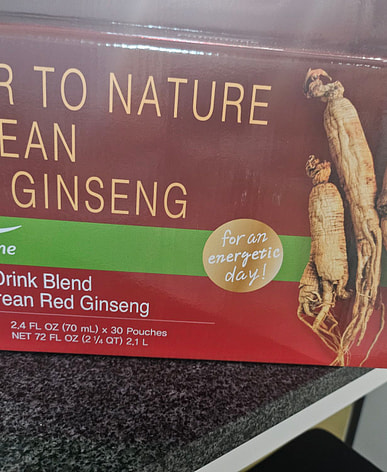 R TO NATURE
EAN
GINSENG
ne
for an
energetic
day!
Drink Blend
rean Red Ginseng
2,4 FL OZ (70 mL) x 30 Pouches
NET 72 FL OZ (2 ¼ QT) 2,1 L